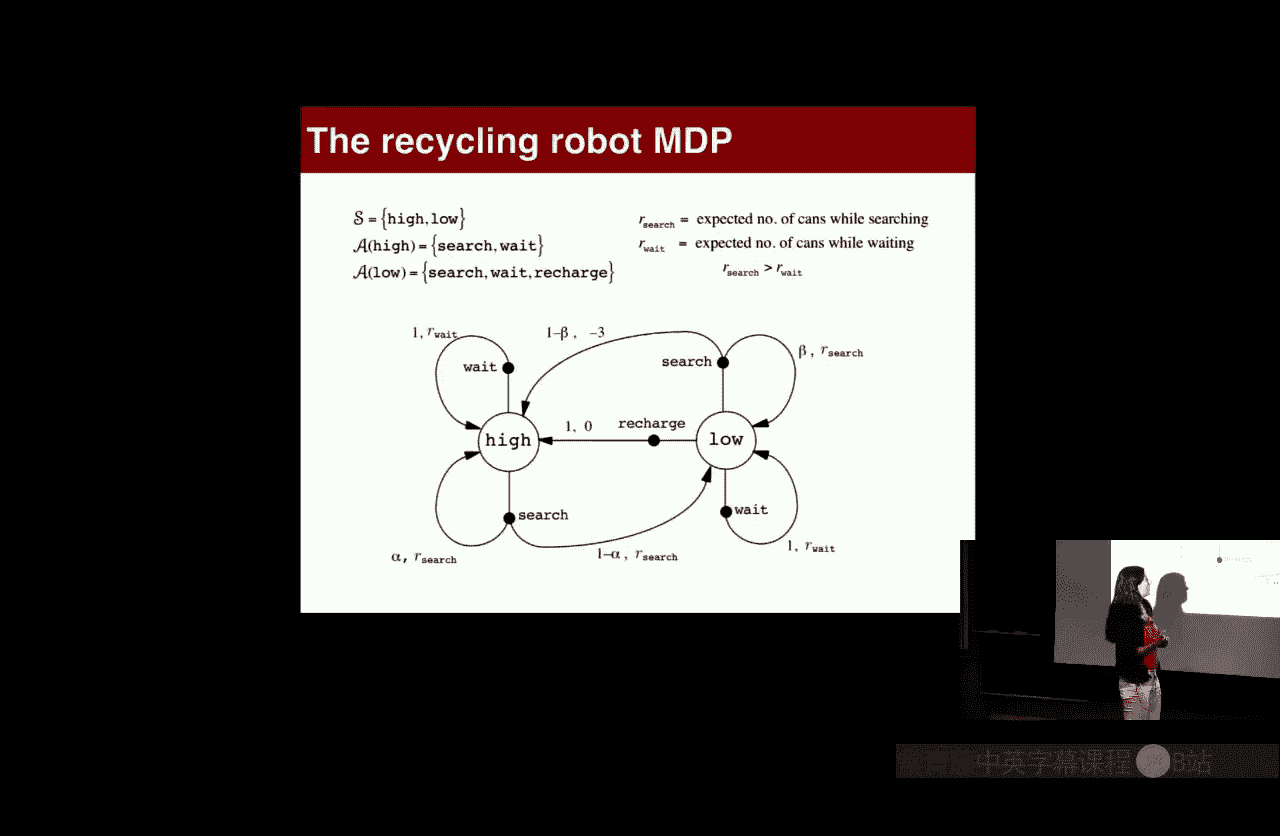 The recycling robot MDP
𝒮 = {high, low}
𝒜(high) = {search, wait}
𝒜(low) = {search, wait, recharge}
r_search = expected no. of cans while searching
r_wait = expected no. of cans while waiting
r_search > r_wait
1, r_wait
1–β , –3
wait
search
β , r_search
high
1, 0
recharge
low
search
wait
α, r_search
1–α , r_search
1, r_wait
中英字幕课程
B站